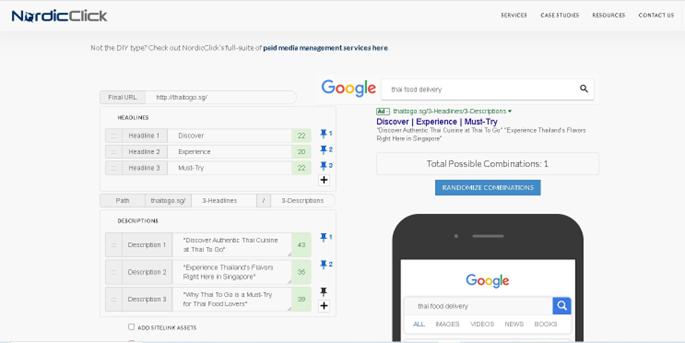 NordicClick
SERVICES CASE STUDIES RESOURCES CONTACT US
Not the DIY type? Check out NordicClick's full-suite of paid media management services here.
Final URL http://thaitogo.sg/
HEADLINES
Headline 1 Discover 22 1
Headline 2 Experience 20 2
Headline 3 Must-Try 22 3
+
Path thaitogo.sg/ 3-Headlines / 3-Descriptions
DESCRIPTIONS
Description 1 "Discover Authentic Thai Cuisine
at Thai To Go" 43 1
Description 2 "Experience Thailand's Flavors
Right Here in Singapore" 35 2
Description 3 "Why Thai To Go is a Must-Try
for Thai Food Lovers" 39
+
ADD SITELINK ASSETS
Google thai food delivery
Ad thaitogo.sg/3-Headlines/3-Descriptions
Discover | Experience | Must-Try
"Discover Authentic Thai Cuisine at Thai To Go" "Experience Thailand's Flavors
Right Here in Singapore"
Total Possible Combinations: 1
RANDOMIZE COMBINATIONS
Google
thai food delivery
ALL IMAGES VIDEOS NEWS BOOKS